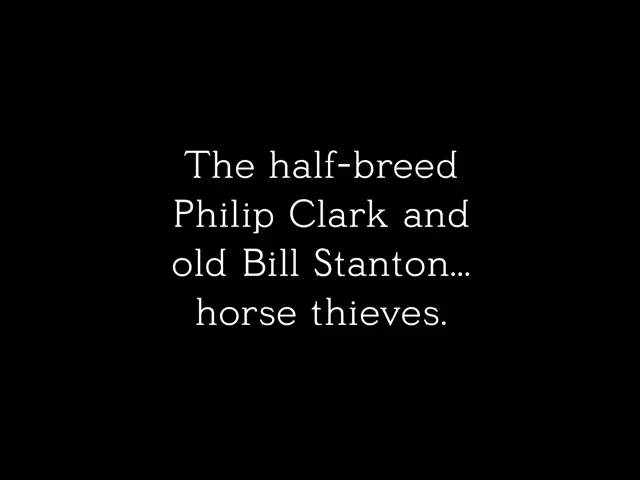 The half-breed
Philip Clark and
old Bill Stanton...
horse thieves.